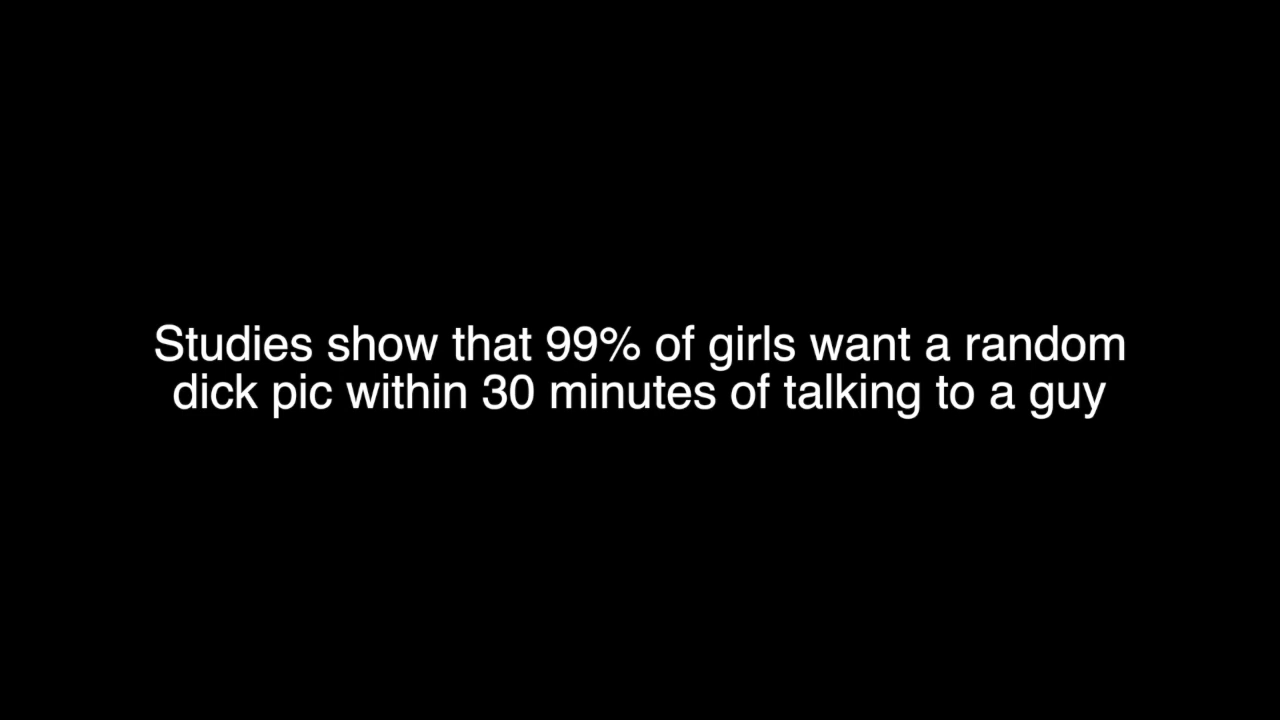 Studies show that 99% of girls want a random
dick pic within 30 minutes of talking to a guy